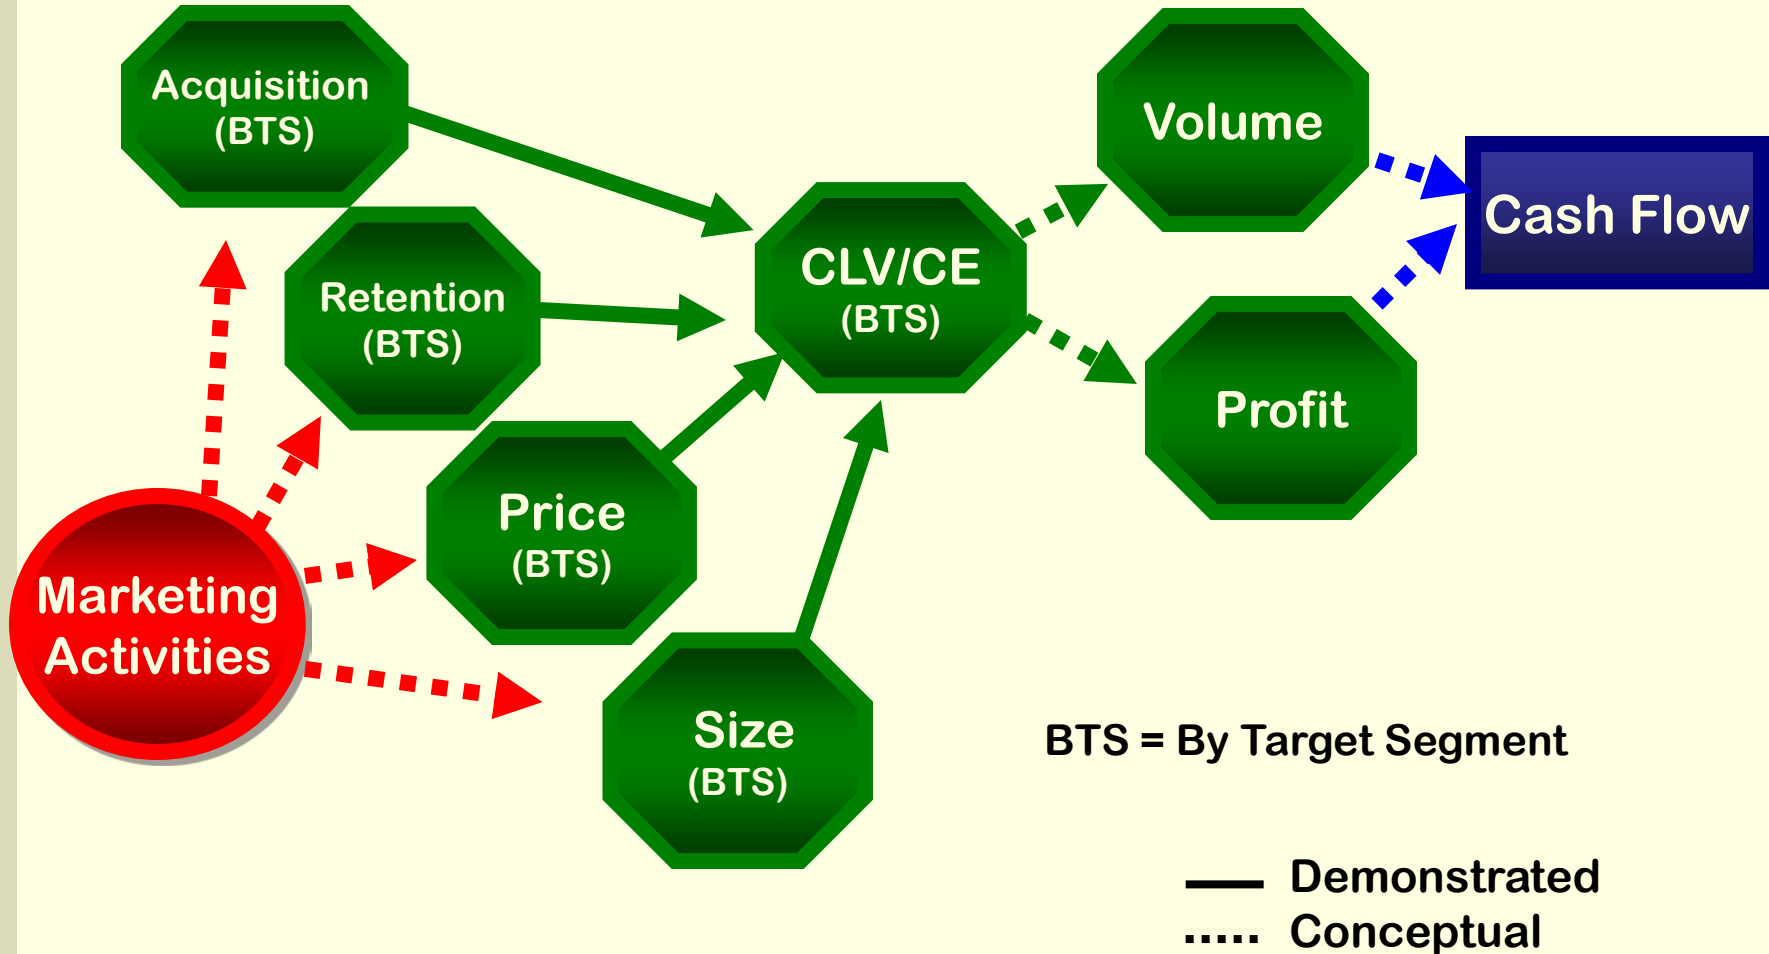 Acquisition
(BTS)
Retention
(BTS)
Price
(BTS)
Size
(BTS)
Marketing
Activities
CLV/CE
(BTS)
Volume
Profit
Cash Flow
BTS = By Target Segment
Demonstrated
Conceptual